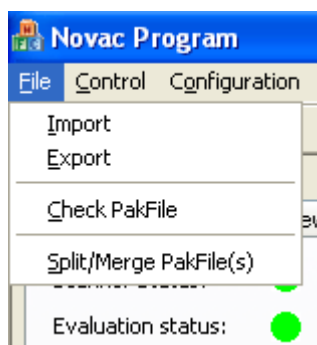 Novac Program
File Control Configuration
Import
Export
Check PakFile
Split/Merge PakFile(s)
Evaluation status: